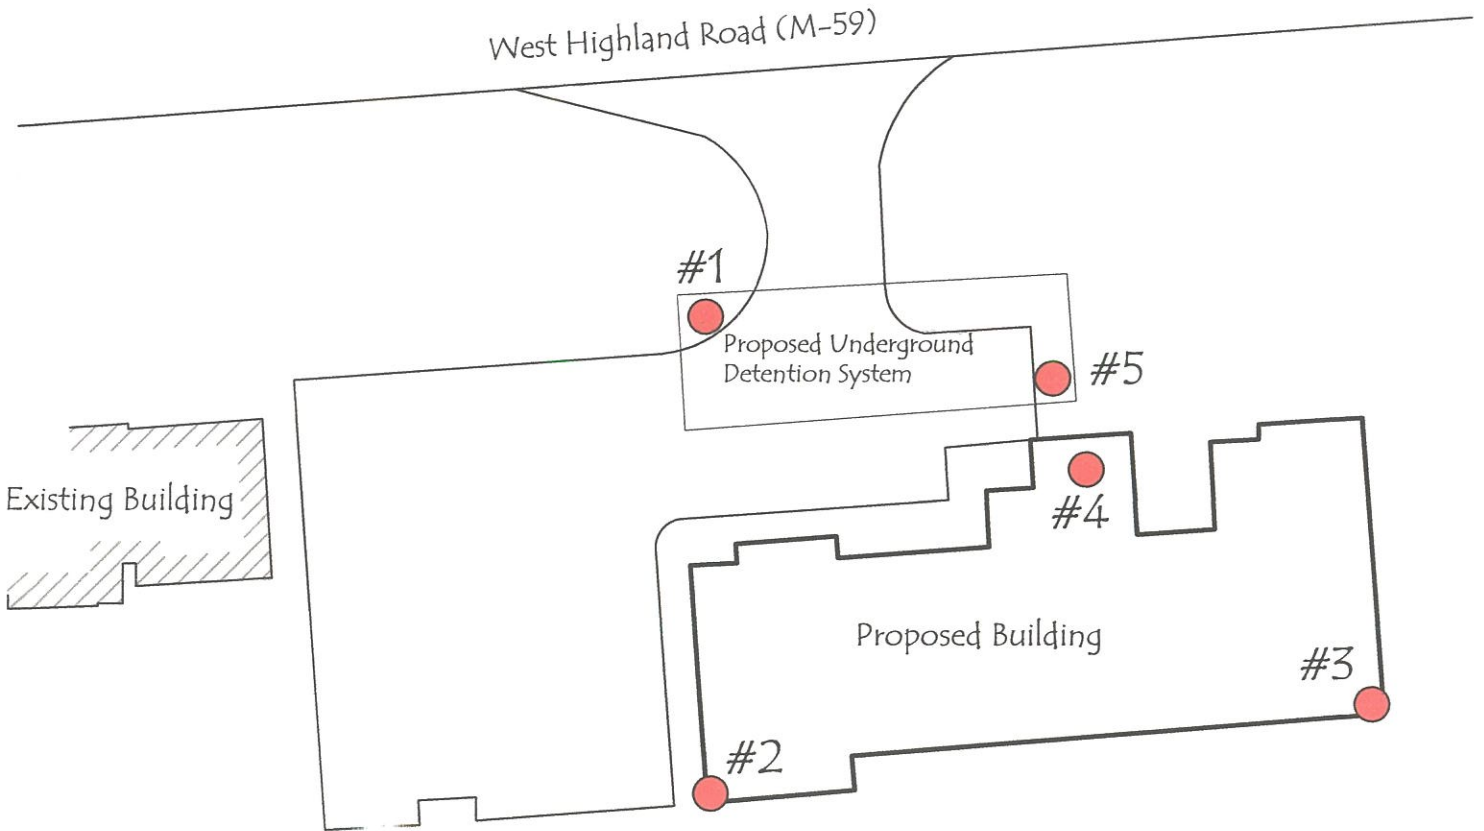 West Highland Road (M-59)
#1
Proposed Underground
Detention System
#5
Existing Building
#4
Proposed Building
#3
#2